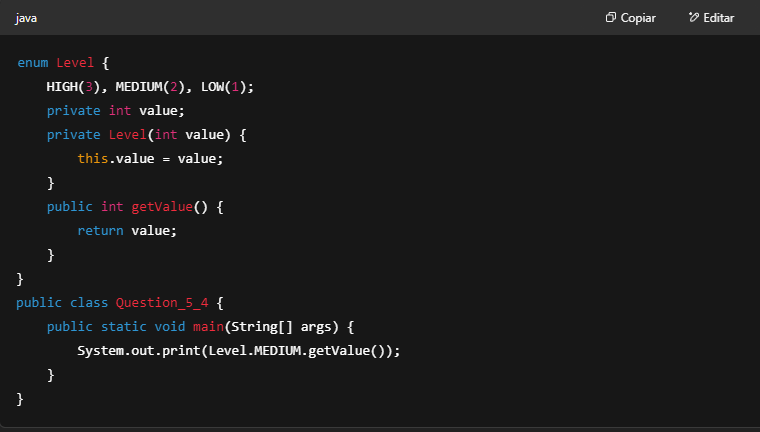 java
Copiar
Editar
enum Level {
    HIGH(3), MEDIUM(2), LOW(1);
    private int value;
    private Level(int value) {
        this.value = value;
    }
    public int getValue() {
        return value;
    }
}
public class Question_5_4 {
    public static void main(String[] args) {
        System.out.print(Level.MEDIUM.getValue());
    }
}